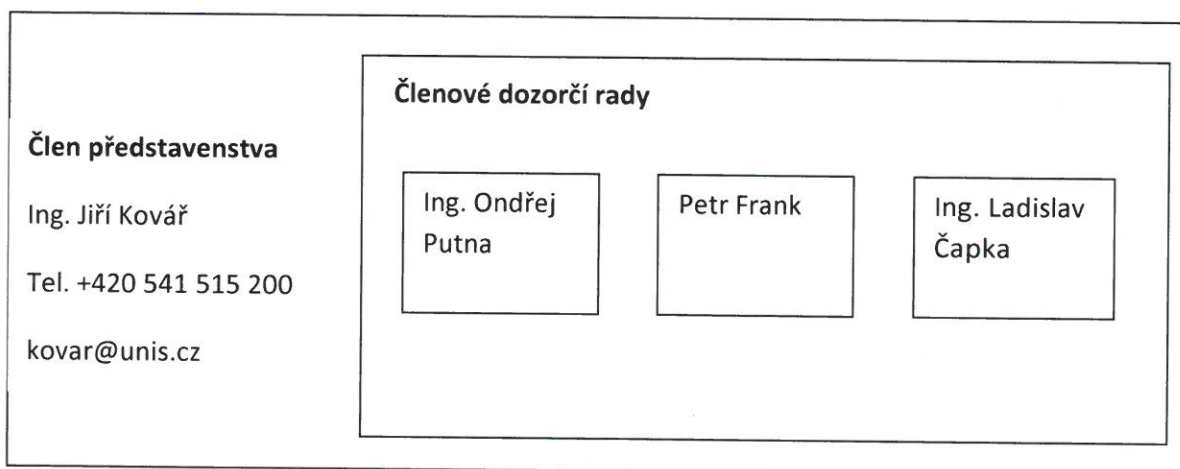 Člen představenstva
Ing. Jiří Kovář
Tel. +420 541 515 200
kovar@unis.cz
Členové dozorčí rady
Ing. Ondřej
Putna
Petr Frank
Ing. Ladislav
Čapka